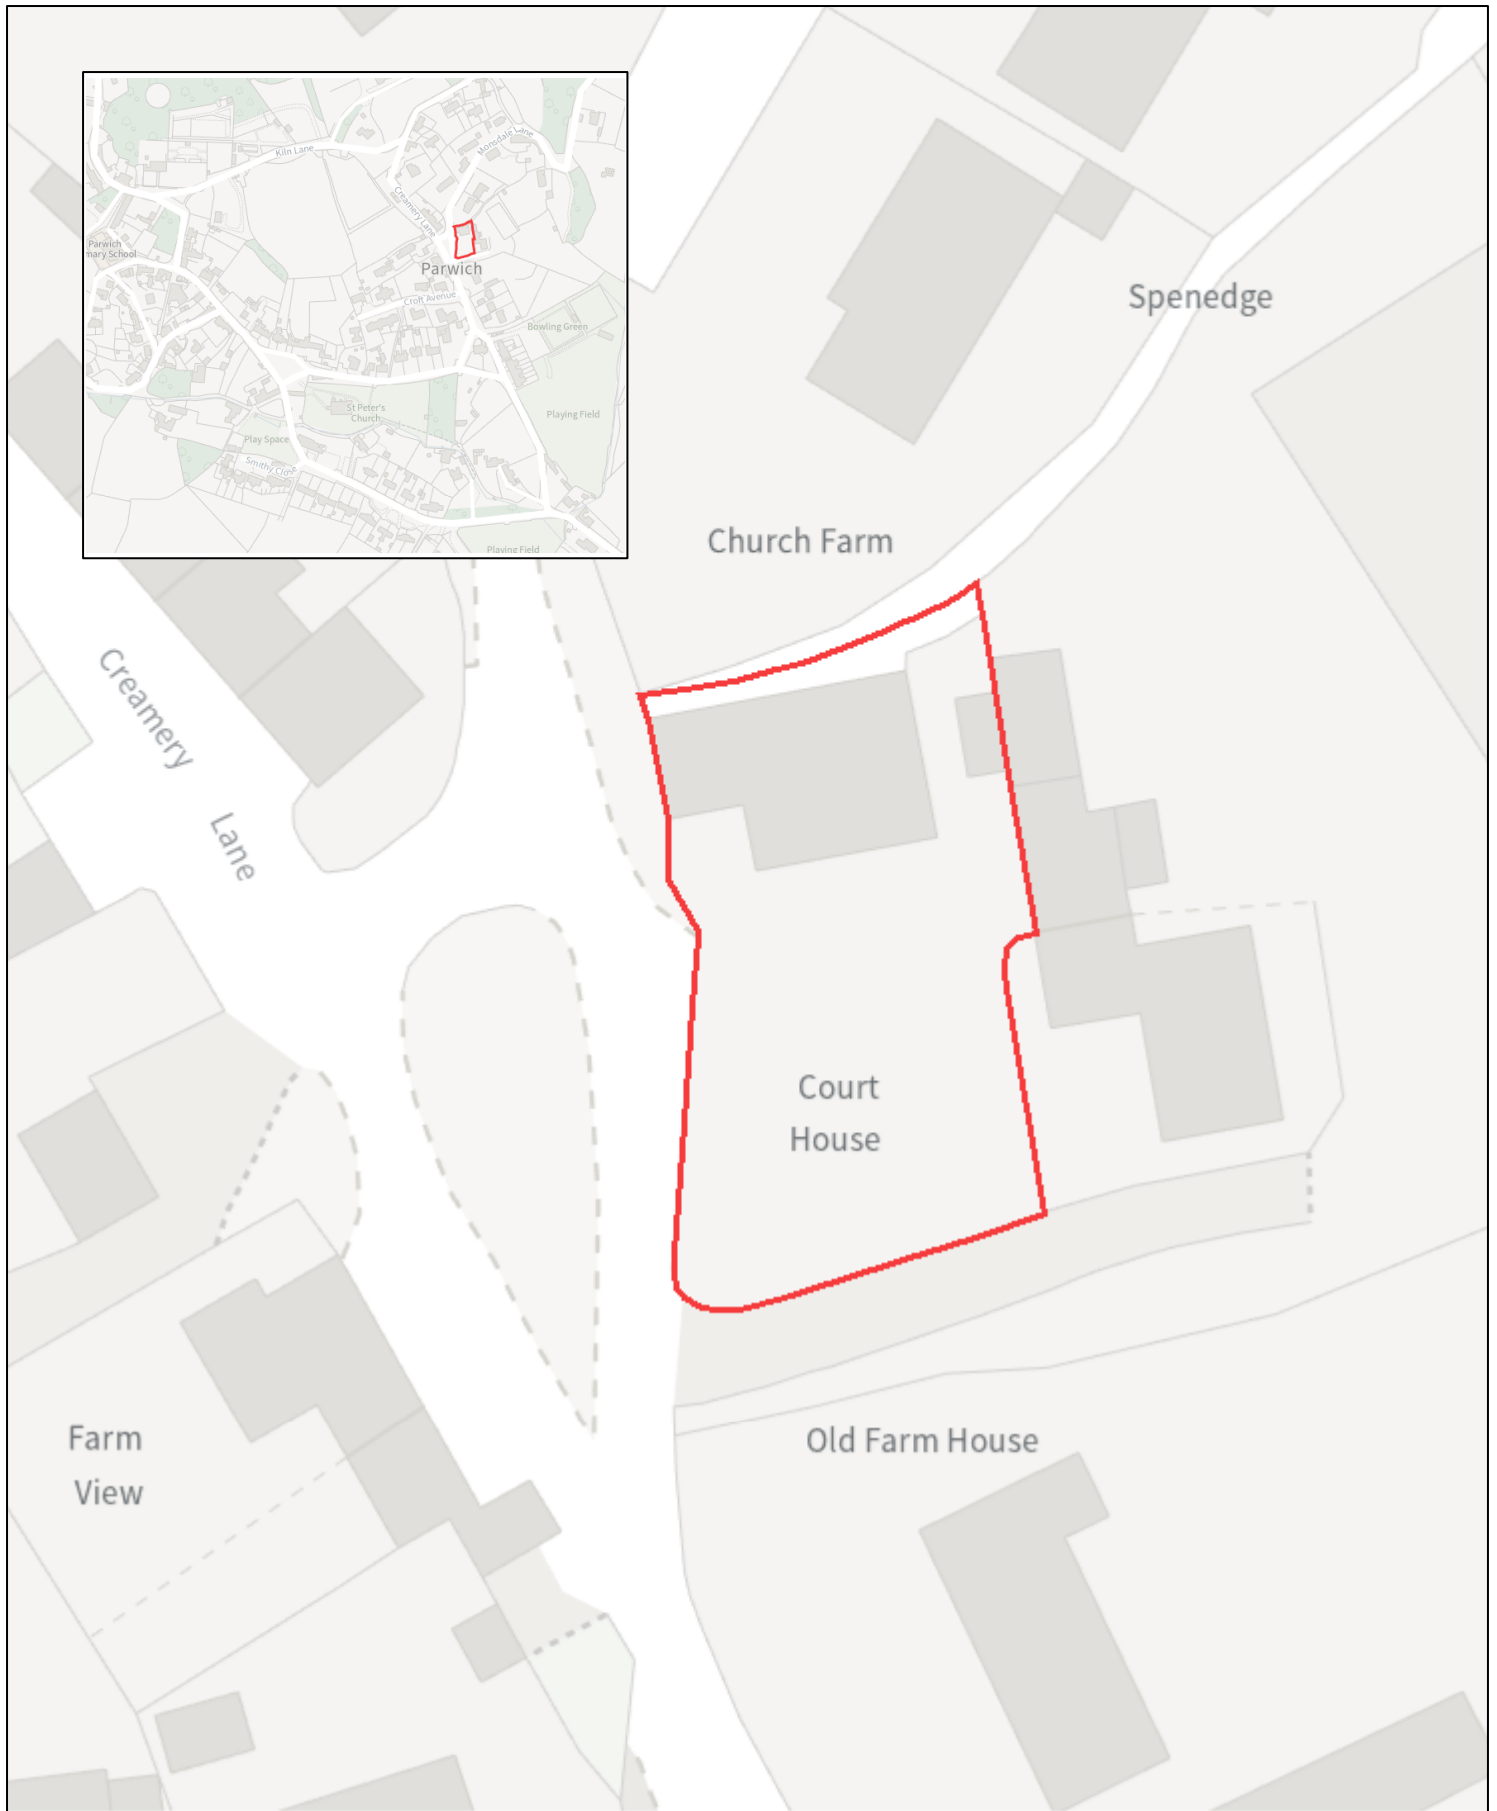 Kiln Lane
Monsdale Lane
Creamery Lane
Parwich
mary School
Parwich
Croft Avenue
Bowling Green
St Peter's
Church
Playing Field
Play Space
Smithy Close
Playing Field
Spenedge
Church Farm
Creamery
Lane
Court
House
Farm
View
Old Farm House